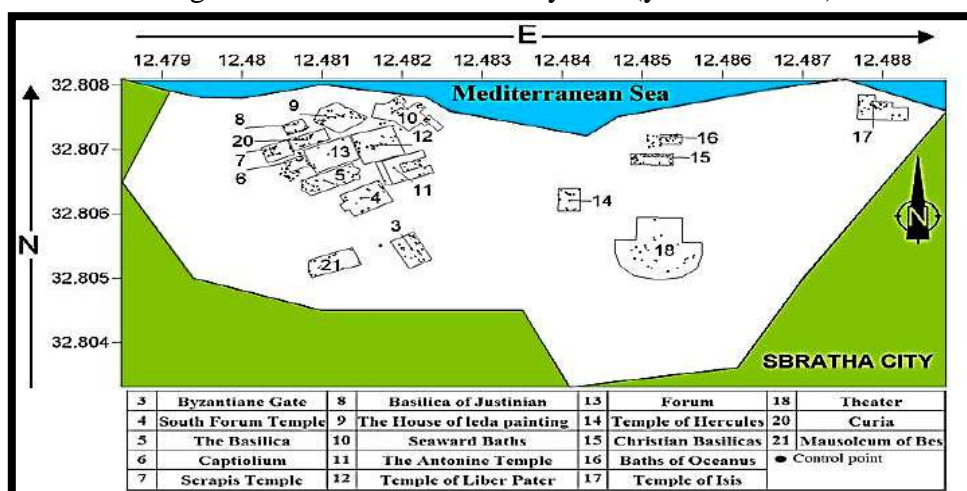 E
12.479 12.48 12.481 12.482 12.483 12.484 12.485 12.486 12.487 12.488
32.808
Mediterranean Sea
9
10
8
12
16
17
20
32.807
7
13
15
6
5
11
4
14
32.806
N
3
N
18
21
32.805
32.804
SBRATHA CITY
3 Byzantiane Gate 8 Basilica of Justinian 13 Forum 18 Theater
4 South Forum Temple 9 The House of leda painting 14 Temple of Hercules 20 Curia
5 The Basilica 10 Seaward Baths 15 Christian Basilicas 21 Mausoleum of Bes
6 Captiolium 11 The Antonine Temple 16 Baths of Oceanus Control point
7 Serapis Temple 12 Temple of Liber Pater 17 Temple of Isis